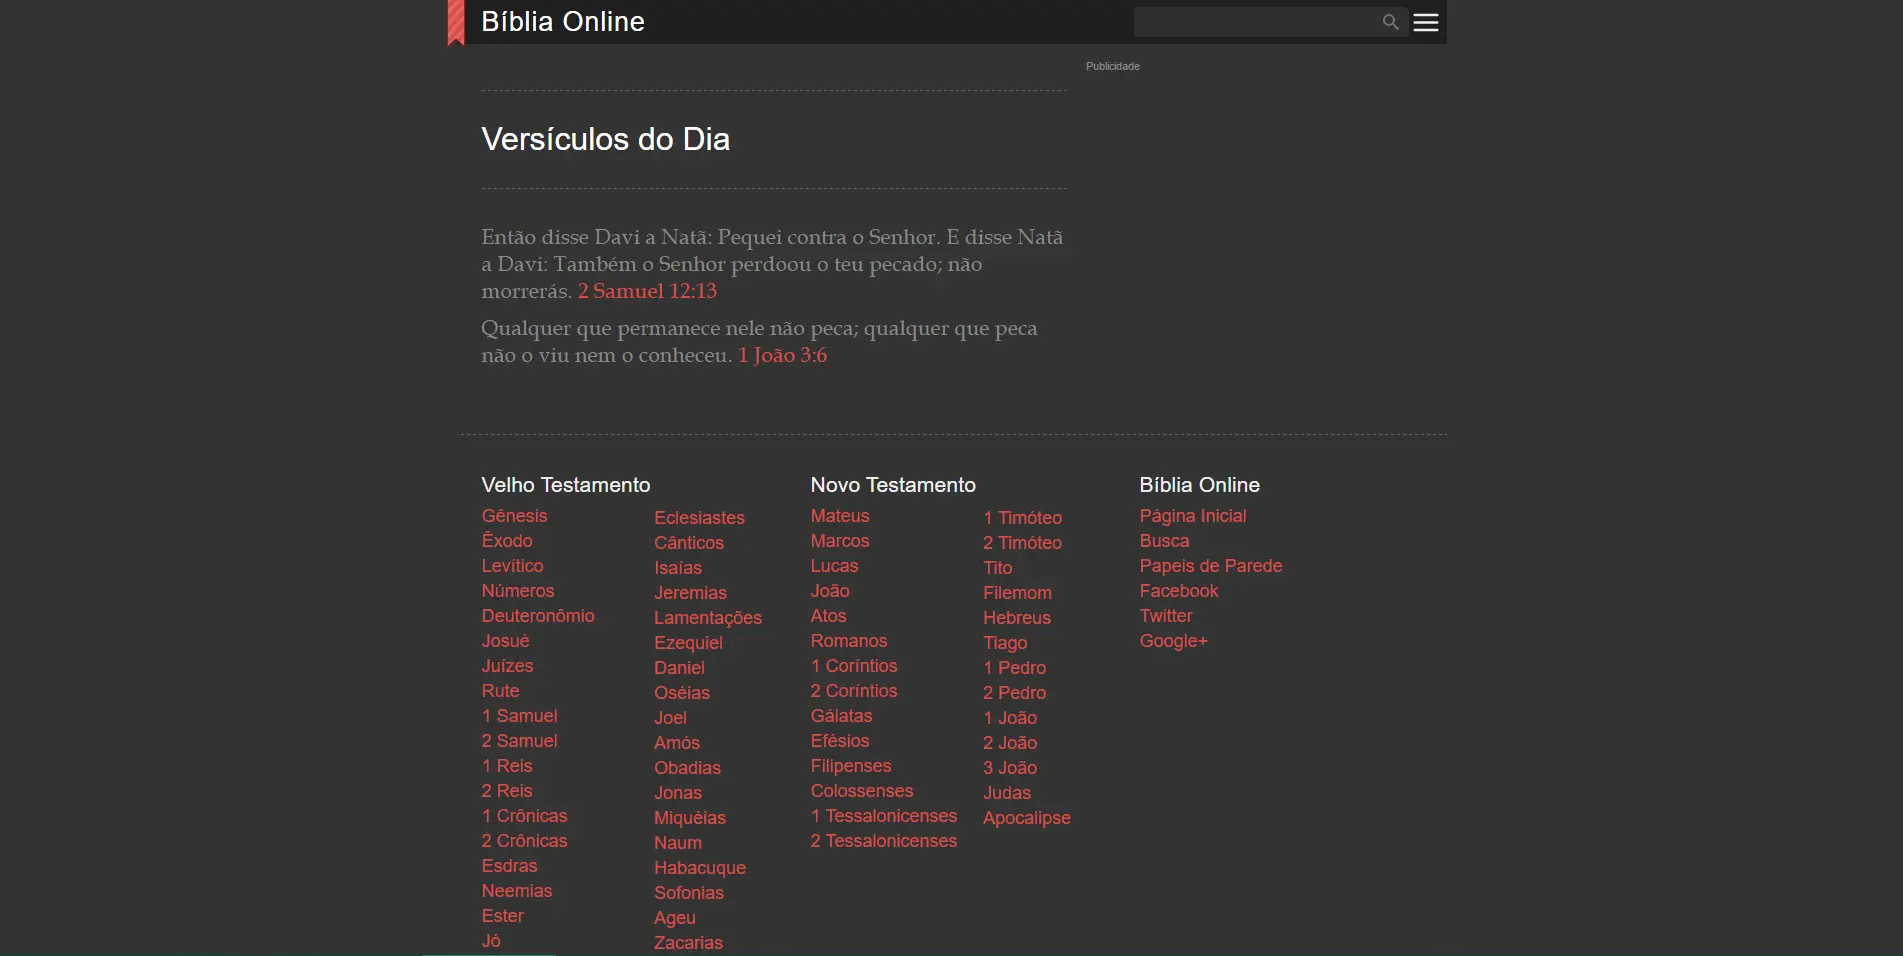 Bíblia Online
Publicidade
Versículos do Dia
Então disse Davi a Natã: Pequei contra o Senhor. E disse Natã
a Davi: Também o Senhor perdoou o teu pecado; não
morrerás. 2 Samuel 12:13
Qualquer que permanece nele não peca; qualquer que peca
não o viu nem o conheceu. 1 João 3:6
Velho Testamento
Gênesis
Êxodo
Levítico
Números
Deuteronômio
Josué
Juízes
Rute
1 Samuel
2 Samuel
1 Reis
2 Reis
1 Crônicas
2 Crônicas
Esdras
Neemias
Ester
Jó
Eclesiastes
Cânticos
Isaías
Jeremias
Lamentações
Ezequiel
Daniel
Oséias
Joel
Amós
Obadias
Jonas
Miquéias
Naum
Habacuque
Sofonias
Ageu
Zacarias
Novo Testamento
Mateus
Marcos
Lucas
João
Atos
Romanos
1 Coríntios
2 Coríntios
Gálatas
Efésios
Filipenses
Colossenses
1 Tessalonicenses
2 Tessalonicenses
1 Timóteo
2 Timóteo
Tito
Filemom
Hebreus
Tiago
1 Pedro
2 Pedro
1 João
2 João
3 João
Judas
Apocalipse
Bíblia Online
Página Inicial
Busca
Papeis de Parede
Facebook
Twitter
Google+